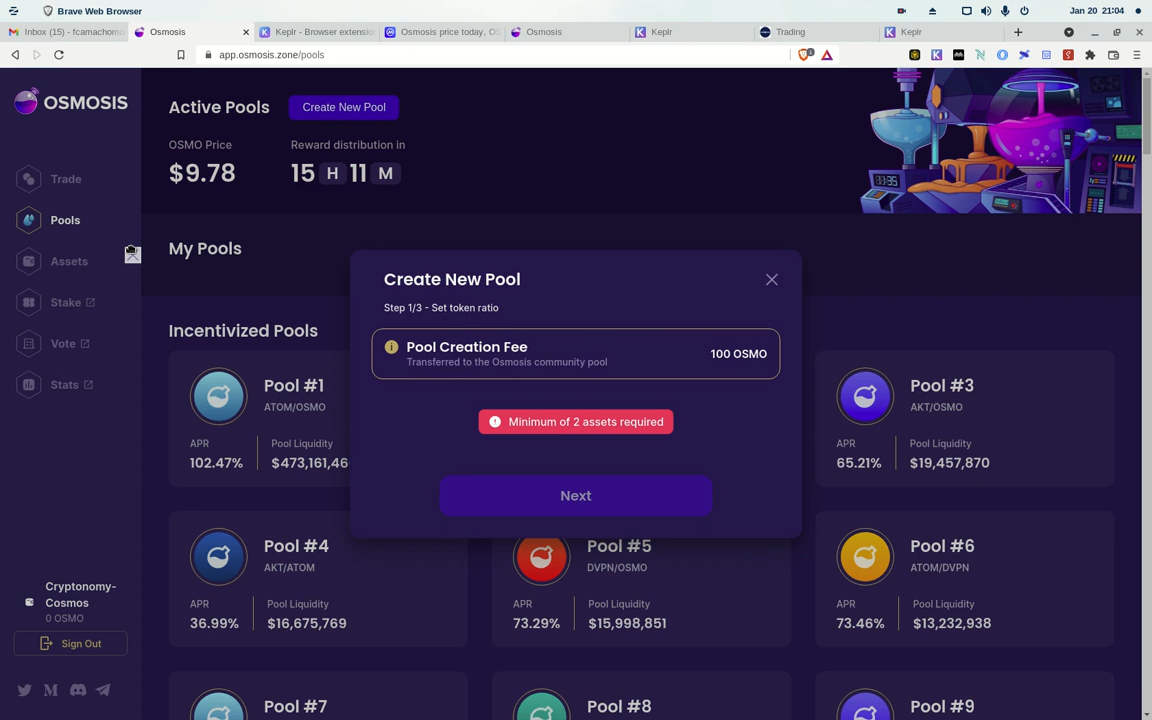 Brave Web Browser
Jan 20 21:04
Inbox (15) - fcamachomo
Osmosis
Keplr - Browser extension
Osmosis price today, OS
Osmosis
Keplr
Trading
Keplr
app.osmosis.zone/pools
OSMOSIS
Active Pools
Create New Pool
OSMO Price
Reward distribution in
$9.78
15 H 11 M
Trade
Pools
Assets
Stake
Vote
Stats
My Pools
Create New Pool
Step 1/3 - Set token ratio
Pool Creation Fee
Transferred to the Osmosis community pool
100 OSMO
Minimum of 2 assets required
Next
Incentivized Pools
Pool #1
ATOM/OSMO
APR
Pool Liquidity
102.47%
$473,161,46
Pool #3
AKT/OSMO
APR
Pool Liquidity
65.21%
$19,457,870
Pool #4
AKT/ATOM
APR
Pool Liquidity
36.99%
$16,675,769
Pool #5
DVPN/OSMO
APR
Pool Liquidity
73.29%
$15,998,851
Pool #6
ATOM/DVPN
APR
Pool Liquidity
73.46%
$13,232,938
Pool #7
Pool #8
Pool #9
Cryptonomy-
Cosmos
0 OSMO
Sign Out